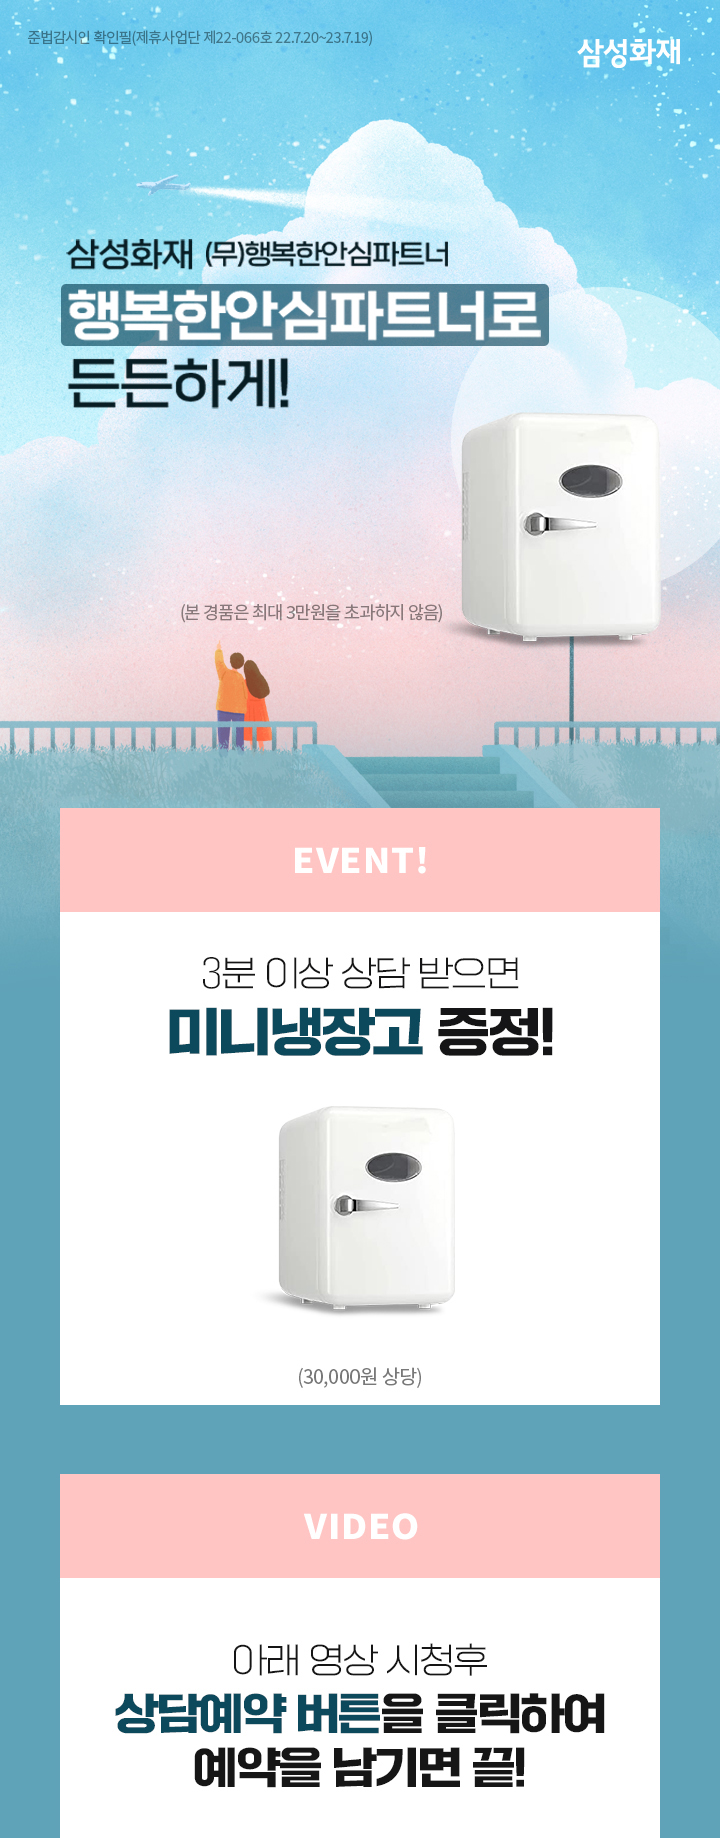 준법감시인 확인필(제휴사업단 제22-066호 22.7.20~23.7.19)
삼성화재
삼성화재 (무)행복한안심파트너
행복한안심파트너로
든든하게!
(본 경품은 최대 3만원을 초과하지 않음)
EVENT!
3분 이상 상담 받으면
미니냉장고 증정!
(30,000원 상당)
VIDEO
아래 영상 시청후
상담예약 버튼을 클릭하여
예약을 남기면 끝!